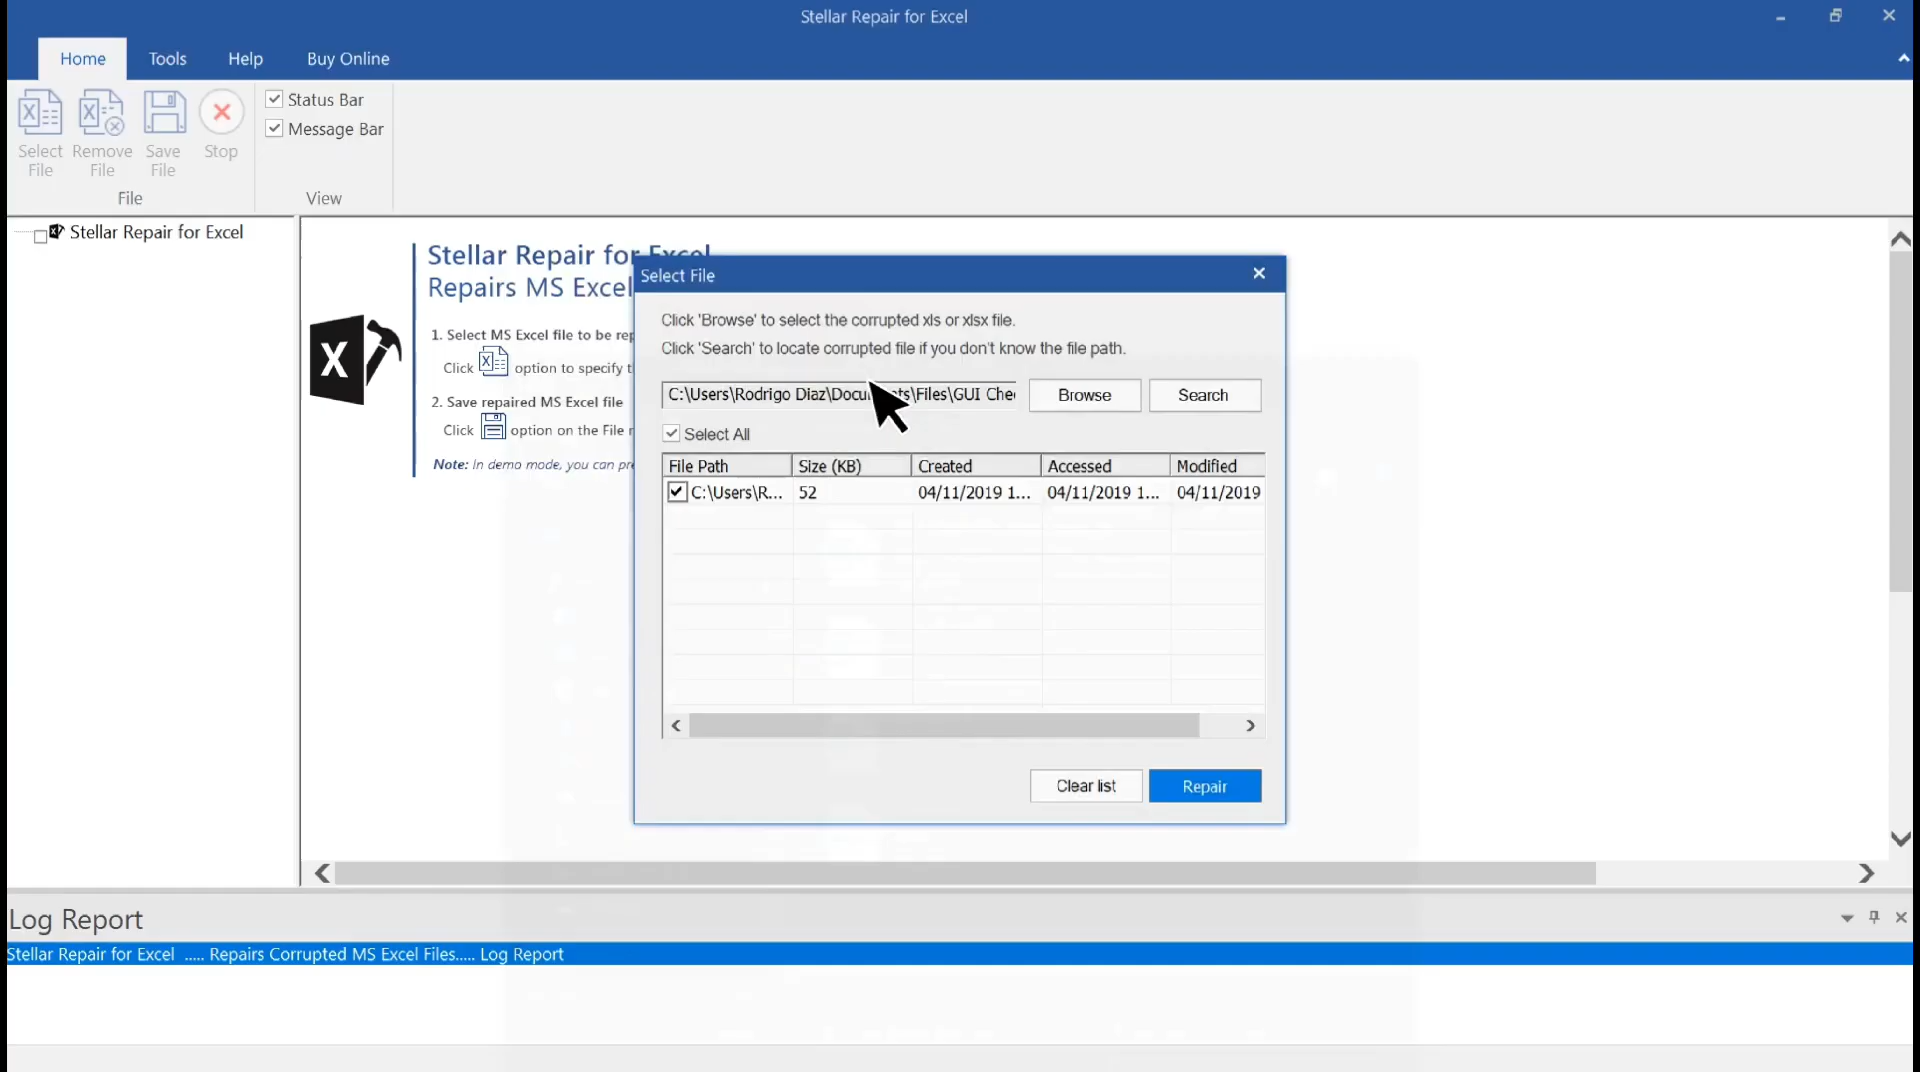 Stellar Repair for Excel
Home Tools Help Buy Online
Select File
Remove File
Save File
Stop
Status Bar
Message Bar
File
View
Stellar Repair for Excel
Stellar Repair for Excel
Repairs MS Excel
1. Select MS Excel file to be
Click option to specify
2. Save repaired MS Excel file
Click option on the File
Note: In demo mode, you can
Select File
Click 'Browse' to select the corrupted xls or xlsx file.
Click 'Search' to locate corrupted file if you don't know the file path.
C:\Users\Rodrigo Diaz\Documents\Files\GUI Che
Browse
Search
Select All
File Path Size (KB) Created Accessed Modified
C:\Users\R... 52 04/11/2019 1... 04/11/2019 1... 04/11/2019
Clear list
Repair
Log Report
Stellar Repair for Excel ..... Repairs Corrupted MS Excel Files..... Log Report